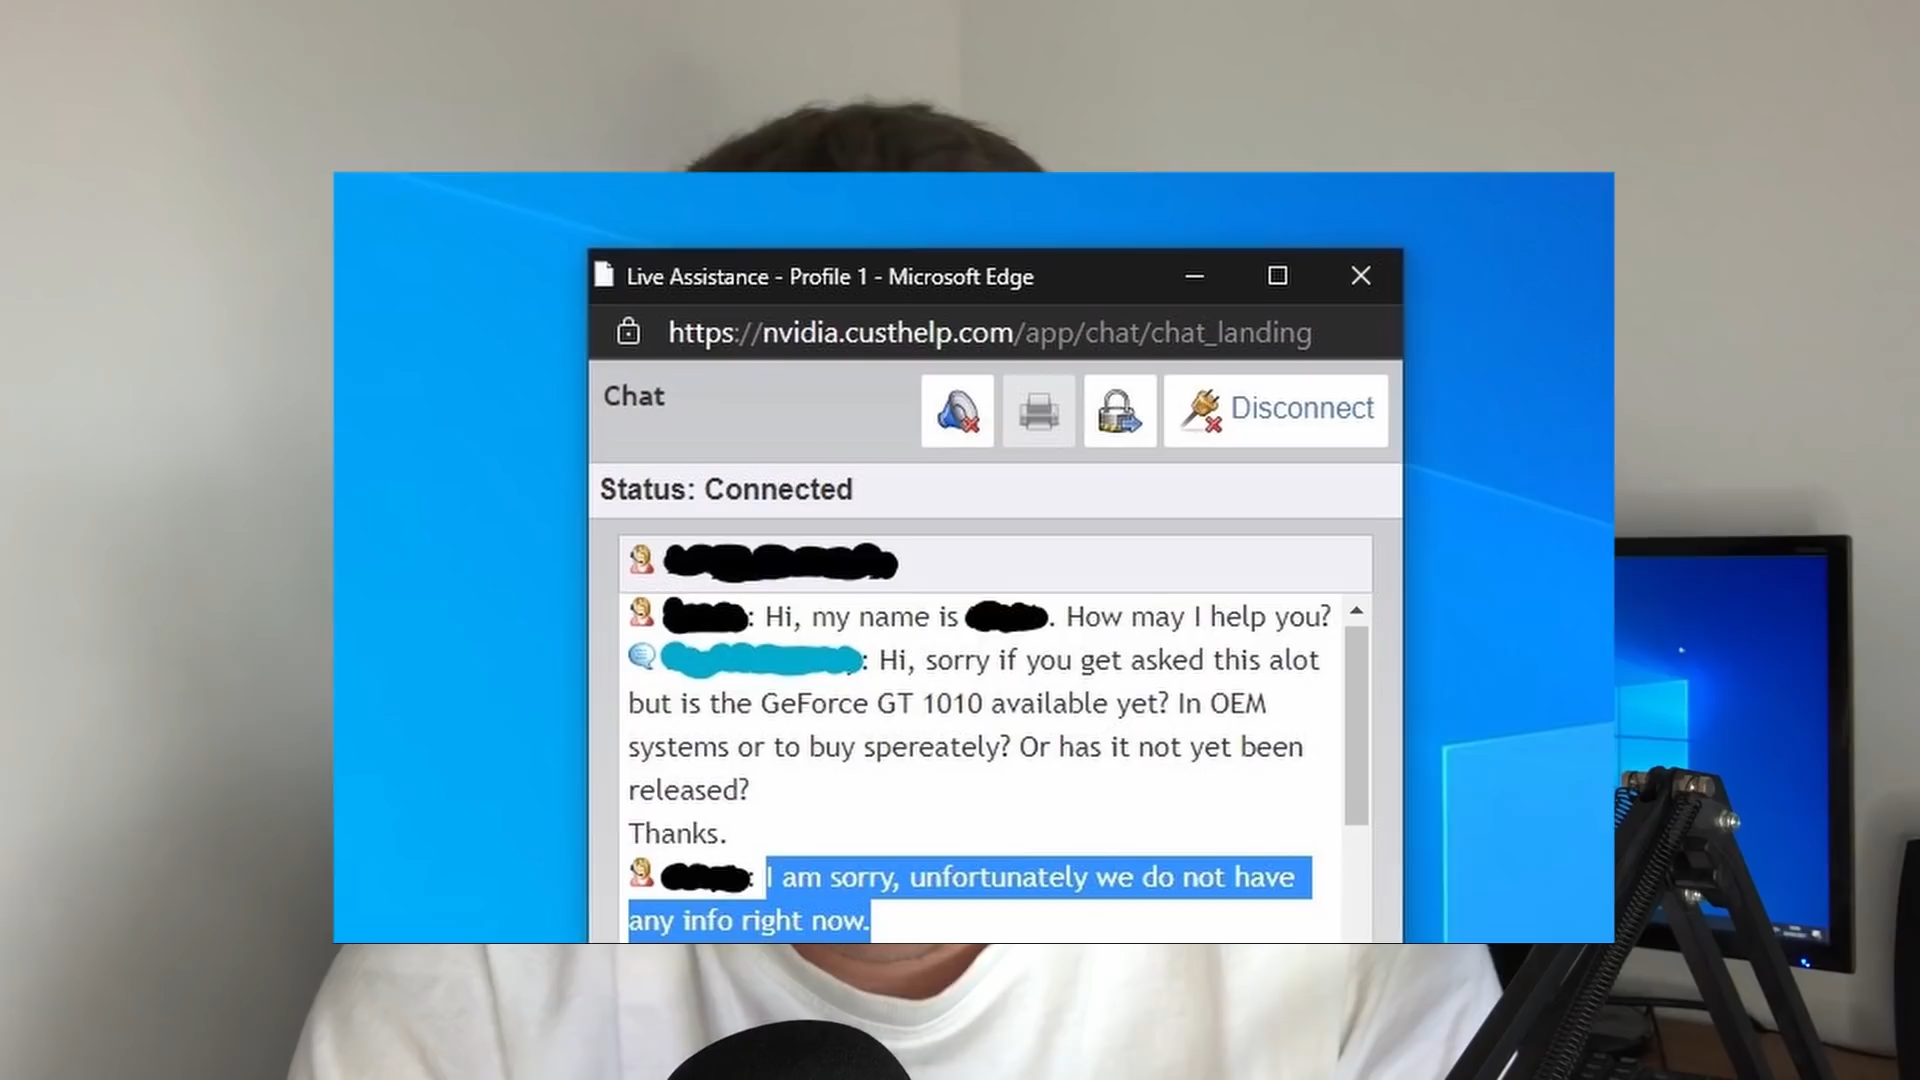 Live Assistance - Profile 1 - Microsoft Edge
https://nvidia.custhelp.com/app/chat/chat_landing
Chat
Disconnect
Status: Connected
: Hi, my name is . How may I help you?
: Hi, sorry if you get asked this alot
but is the GeForce GT 1010 available yet? In OEM
systems or to buy spereately? Or has it not yet been
released?
Thanks.
: I am sorry, unfortunately we do not have
any info right now.